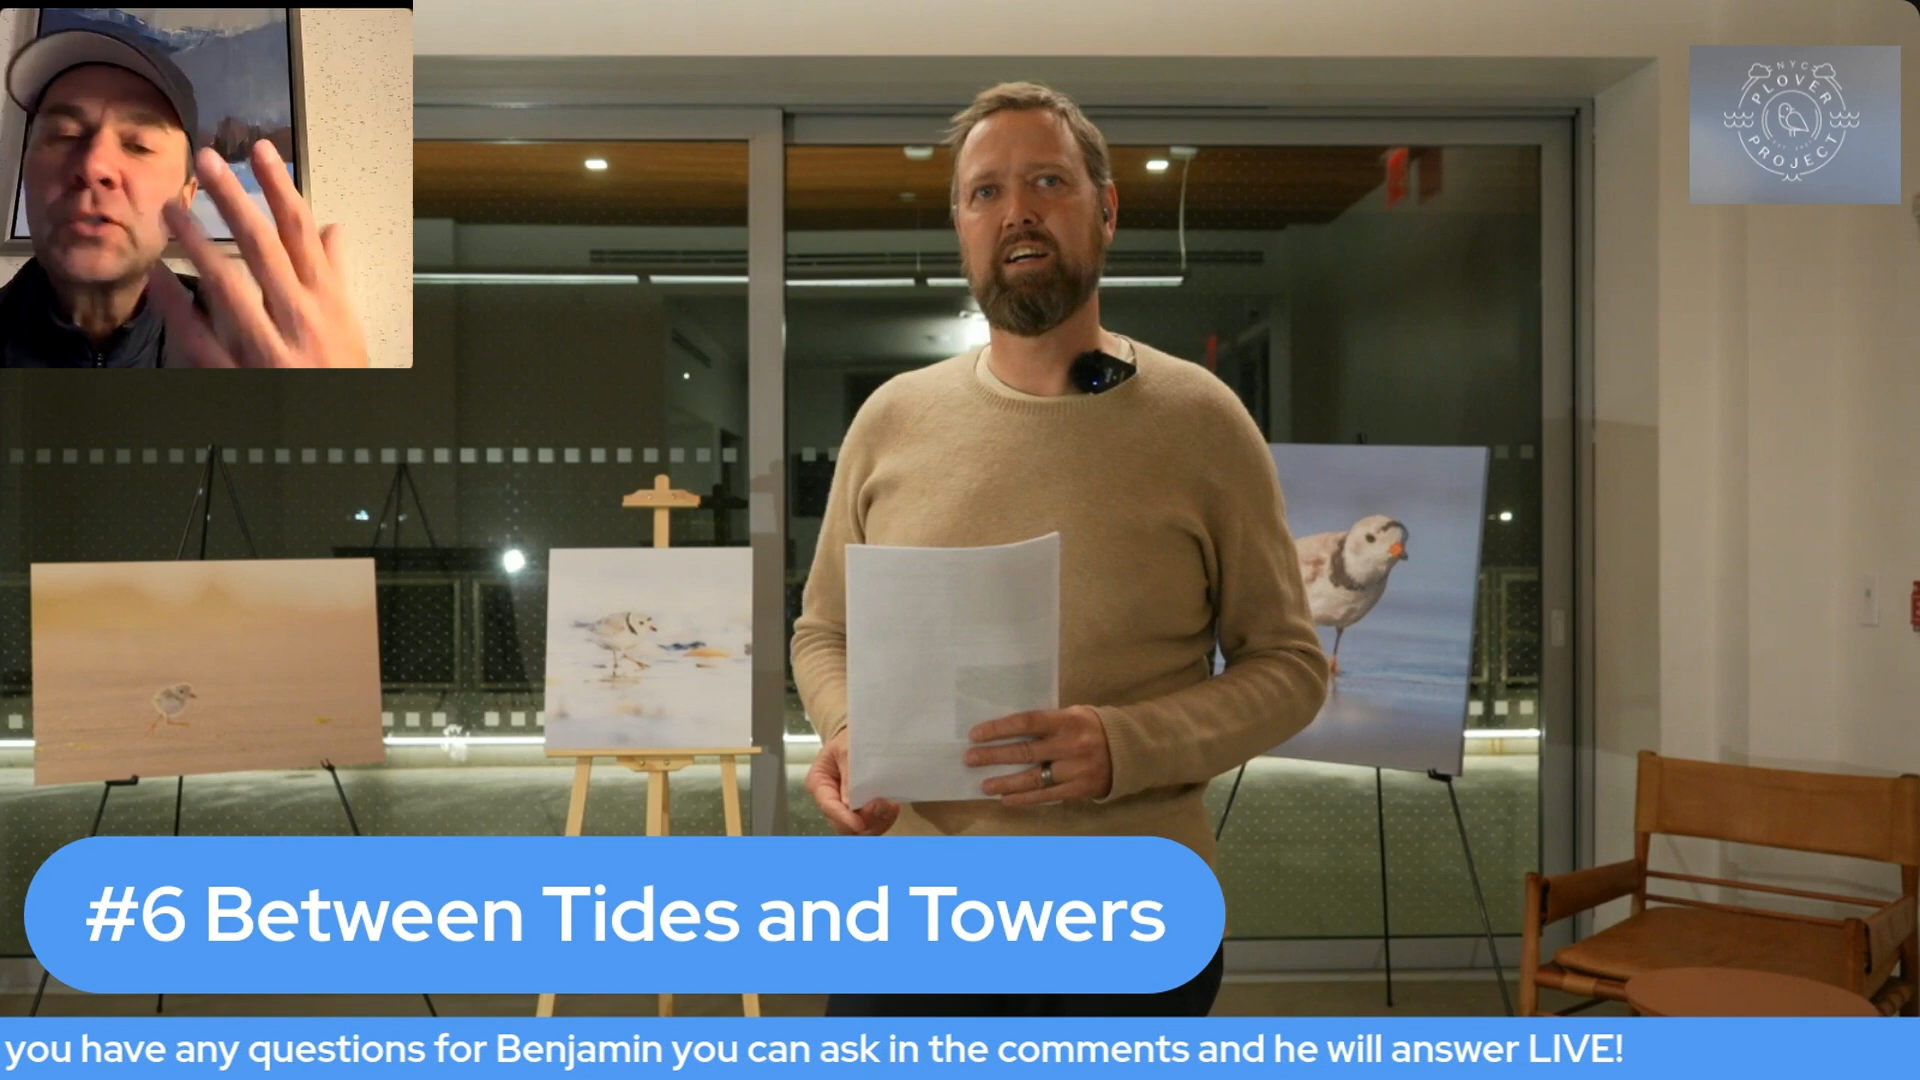 NYC
PLOVER
PROJECT
#6 Between Tides and Towers
you have any questions for Benjamin you can ask in the comments and he will answer LIVE!